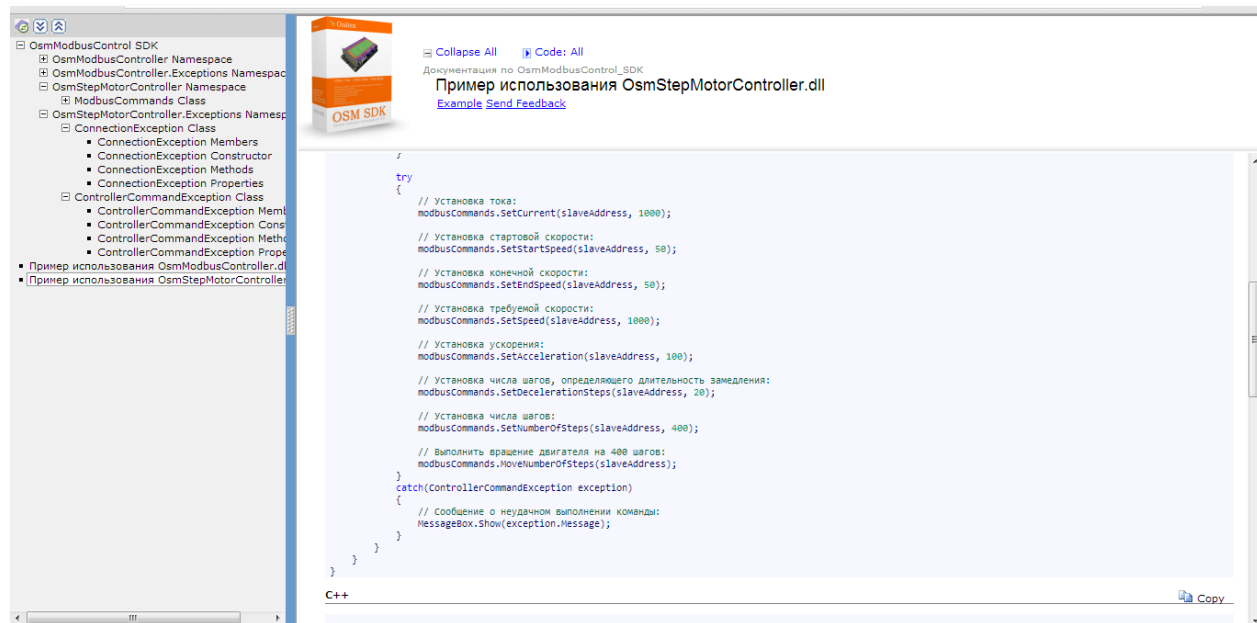 OsmModbusControl SDK
OsmModbusController Namespace
OsmModbusController.Exceptions Namespac
OsmStepMotorController Namespace
ModbusCommands Class
OsmStepMotorController.Exceptions Namesp
ConnectionException Class
ConnectionException Members
ConnectionException Constructor
ConnectionException Methods
ConnectionException Properties
ControllerCommandException Class
ControllerCommandException Memb
ControllerCommandException Cons
ControllerCommandException Metho
ControllerCommandException Prope
Пример использования OsmModbusController.dl
Пример использования OsmStepMotorController
OSM SDK
Collapse All Code: All
Документация по OsmModbusControl_SDK
Пример использования OsmStepMotorController.dll
Example Send Feedback
}
try
{
// Установка тока:
modbusCommands.SetCurrent(slaveAddress, 1000);
// Установка стартовой скорости:
modbusCommands.SetStartSpeed(slaveAddress, 50);
// Установка конечной скорости:
modbusCommands.SetEndSpeed(slaveAddress, 50);
// Установка требуемой скорости:
modbusCommands.SetSpeed(slaveAddress, 1000);
// Установка ускорения:
modbusCommands.SetAcceleration(slaveAddress, 100);
// Установка числа шагов, определяющего длительность замедления:
modbusCommands.SetDecelerationSteps(slaveAddress, 20);
// Установка числа шагов:
modbusCommands.SetNumberOfSteps(slaveAddress, 400);
// Выполнить вращение двигателя на 400 шагов:
modbusCommands.MoveNumberOfSteps(slaveAddress);
}
catch(ControllerCommandException exception)
{
// Сообщение о неудачном выполнении команды:
MessageBox.Show(exception.Message);
}
}
}
}
C++ Copy